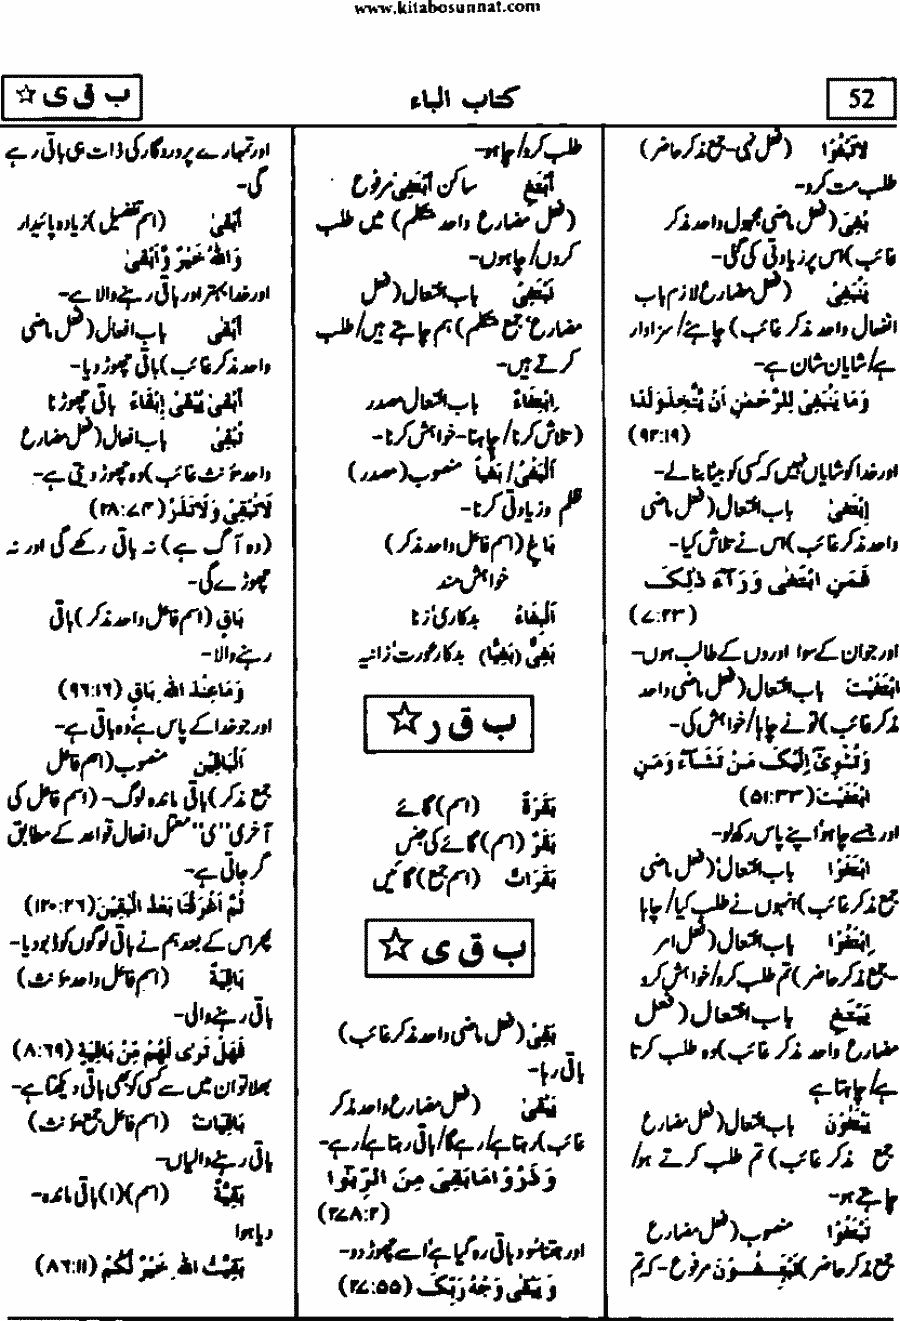 www.kitabosunnat.com
52
کتاب الباء
ب ق ی ☆
لَاتَبْغُوْا (فعل نہی-جمع مذکر حاضر)
طلب مت کرو-
بُغِیَ (فعل ماضی مجہول واحد مذکر
غائب) اس پر زیادتی کی گئی-
یَنْبَغِیْ (فعل مضارع لازم باب
انفعال واحد مذکر غائب) چاہئے/ سزاوار
ہے/ شایان شان ہے-
وَمَا یَنْبَغِیْ لِلرَّحْمٰنِ اَنْ یَّتَّخِذَ وَلَدًا
(۹۲:۱۹)
اور خدا کو شایاں نہیں کہ کسی کو بیٹا بنائے-
اِبْتَغٰی باب افتعال (فعل ماضی
واحد مذکر غائب) اس نے تلاش کیا-
فَمَنِ ابْتَغٰی وَرَآءَ ذٰلِکَ
(۷:۲۳)
اور جو ان کے سوا اوروں کے طالب ہوں-
ابْتَغَیْتَ باب افتعال (فعل ماضی واحد
مذکر غائب) تو نے چاہا/ خواہش کی-
وَتُـْٔوِیْٓ اِلَیْکَ مَنْ تَشَآءُ وَمَنِ
ابْتَغَیْتَ (۵۱:۳۳)
اور جسے چاہو اپنے پاس رکھ لو-
ابْتَغَوْا باب افتعال (فعل ماضی
جمع مذکر غائب) انہوں نے طلب کیا/ چاہا
اِبْتَغُوْا باب افتعال (فعل امر
-جمع مذکر حاضر) تم طلب کرو/ خواہش کرو
یَبْتَغِ باب افتعال (فعل
مضارع واحد مذکر غائب) وہ طلب کرتا
ہے/ چاہتا ہے
یَبْتَغُوْنَ باب افتعال (فعل مضارع
جمع مذکر غائب) تم طلب کرتے ہو/
چاہتے ہو-
تَبْتَغُوْا منصوب (فعل مضارع
جمع مذکر حاضر) تَبْتَغُوْنَ مرفوع-کہ تم
طلب کرو/ چاہو-
اَبْتَغِ ساکن اَبْتَغِیْ مرفوع
(فعل مضارع واحد متکلم) میں طلب
کروں/ چاہوں-
نَبْتَغِیْ باب افتعال (فعل
مضارع' جمع متکلم) ہم چاہتے ہیں/ طلب
کرتے ہیں-
اِبْتِغَاءَ باب افتعال مصدر
(تلاش کرنا/ چاہنا-خواہش کرنا-
اَلْبَغْیُ/ بَغْیًا منصوب (مصدر)
ظلم و زیادتی کرنا-
بَاغٍ (اسم فاعل واحد مذکر)
خواہش مند
اَلْبِغَاءُ بدکاری' زنا
بَغِیٌّ (بَغِیًّا) بدکار عورت' زانیہ
ب ق ر ☆
بَقَرَةٌ (اسم) گائے
بَقَرٌ (اسم) گائے کی جنس
بَقَرَاتٌ (اسم جمع) گائیں
ب ق ی ☆
بَقِیَ (فعل ماضی واحد مذکر غائب)
باقی رہا-
یَبْقٰی (فعل مضارع واحد مذکر
غائب) رہتا ہے/ رہے گا/ باقی رہتا ہے/ رہے-
وَذَرُوْا مَا بَقِیَ مِنَ الرِّبٰوا
(۲۷۸:۲)
اور جتنا سود باقی رہ گیا ہے' اسے چھوڑ دو-
وَیَبْقٰی وَجْهُ رَبِّکَ (۲۷:۵۵)
اور تمہارے پروردگار کی ذات ہی باقی رہے
گی-
اَبْقٰی (اسم تفضیل) زیادہ پائیدار
وَاللّٰهُ خَیْرٌ وَّاَبْقٰی
اور خدا بہتر اور باقی رہنے والا ہے-
اَبْقٰی باب افعال (فعل ماضی
واحد مذکر غائب) باقی چھوڑ دیا-
اَبْقٰی یُبْقِیْ اِبْقَاءً باقی چھوڑنا
تُبْقِیْ باب افعال (فعل مضارع
واحد مؤنث غائب) وہ چھوڑ دیتی ہے-
لَاتُبْقِیْ وَلَاتَذَرُ (۲۸:۷۴)
(وہ آگ ہے) نہ باقی رکھے گی اور نہ
چھوڑے گی-
بَاقٍ (اسم فاعل واحد مذکر) باقی
رہنے والا-
وَمَا عِنْدَ اللّٰهِ بَاقٍ (۹۶:۱۶)
اور جو خدا کے پاس ہے' وہ باقی ہے-
اَلْبَاقِیْنَ منصوب (اسم فاعل
جمع مذکر) باقی ماندہ لوگ-(اسم فاعل کی
آخری "ی" معتل افعال قواعد کے مطابق
گر جاتی ہے-
ثُمَّ اَغْرَقْنَا بَعْدُ الْبٰقِیْنَ (۱۲۰:۲۶)
پھر اس کے بعد ہم نے باقی لوگوں کو ڈبو دیا-
بَاقِیَةٌ (اسم فاعل واحد مؤنث)
باقی رہنے والی-
فَهَلْ تَرٰی لَهُمْ مِّنْ بَاقِیَةٍ (۸:۶۹)
بھلا تو ان میں سے کسی کو بھی باقی دیکھتا ہے-
بَاقِیَاتٌ (اسم فاعل جمع مؤنث)
باقی رہنے والیاں-
بَقِیَّةٌ (اسم) (۱) باقی ماندہ-
رہا ہوا
بَقِیَّتُ اللّٰهِ خَیْرٌ لَّکُمْ (۸۶:۱۱)